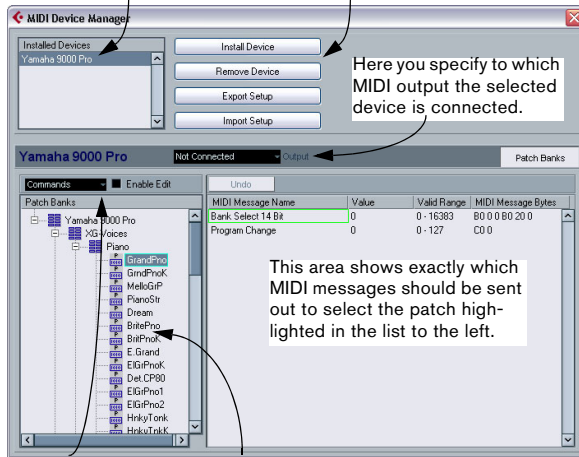 MIDI Device Manager
Installed Devices
Yamaha 9000 Pro
Install Device
Remove Device
Export Setup
Import Setup
Here you specify to which
MIDI output the selected
device is connected.
Yamaha 9000 Pro
Not Connected
Output
Patch Banks
Commands
Enable Edit
Undo
Patch Banks
Yamaha 9000 Pro
XG-Voices
Piano
GrandPno
GrndPnoK
MelloGrP
PianoStr
Dream
BritePno
BritPnoK
E.Grand
ElGrPnoK
Det.CP80
ElGrPno1
ElGrPno2
HnkyTonk
HnkyTnkK
MIDI Message Name Value Valid Range MIDI Message Bytes
Bank Select 14 Bit 0 0 - 16383 B0 0 0 B0 20 0
Program Change 0 0 - 127 C0 0
This area shows exactly which
MIDI messages should be sent
out to select the patch high-
lighted in the list to the left.